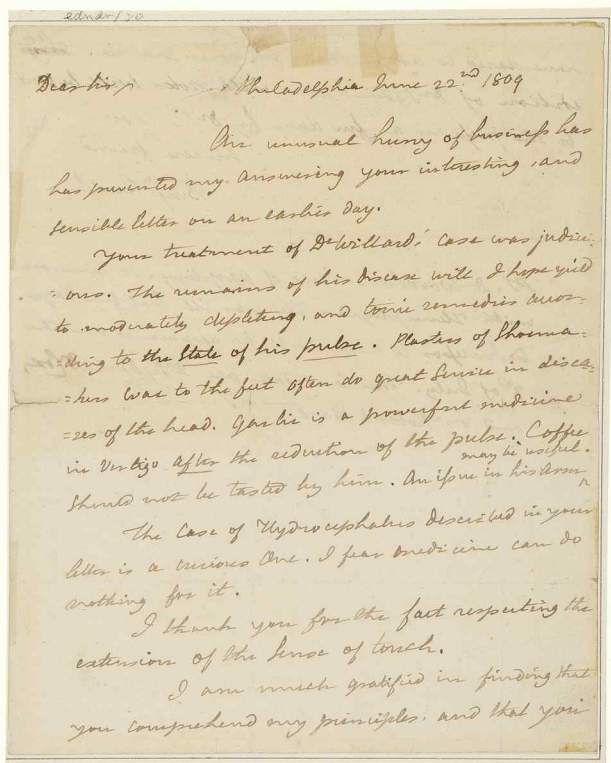 Dear sir, Philadelphia June 22nd 1809
An unusual hurry of business has
has prevented my answering your interesting, and
sensible letter on an earlier day.
Your treatment of Dr Willard's case was judici-
-ous. The remains of his disease will I hope yield
to moderately depleting, and tonic remedies accor-
-ding to the State of his pulse. Plasters of Shoema-
=kers wax to the feet often do great Service in disea-
=ses of the head. Garlic is a powerful medicine
in Vertigo after the reduction of the pulse. Coffee
may be useful.
should not be tasted by him. An issue in his Arm ^
The Case of Hydrocephalus described in your
letter is a curious One. I fear medicine can do
nothing for it.
I thank you for the fact respecting the
extension of the Sense of touch.
I am much gratified in finding that
you comprehend my principles, and that you